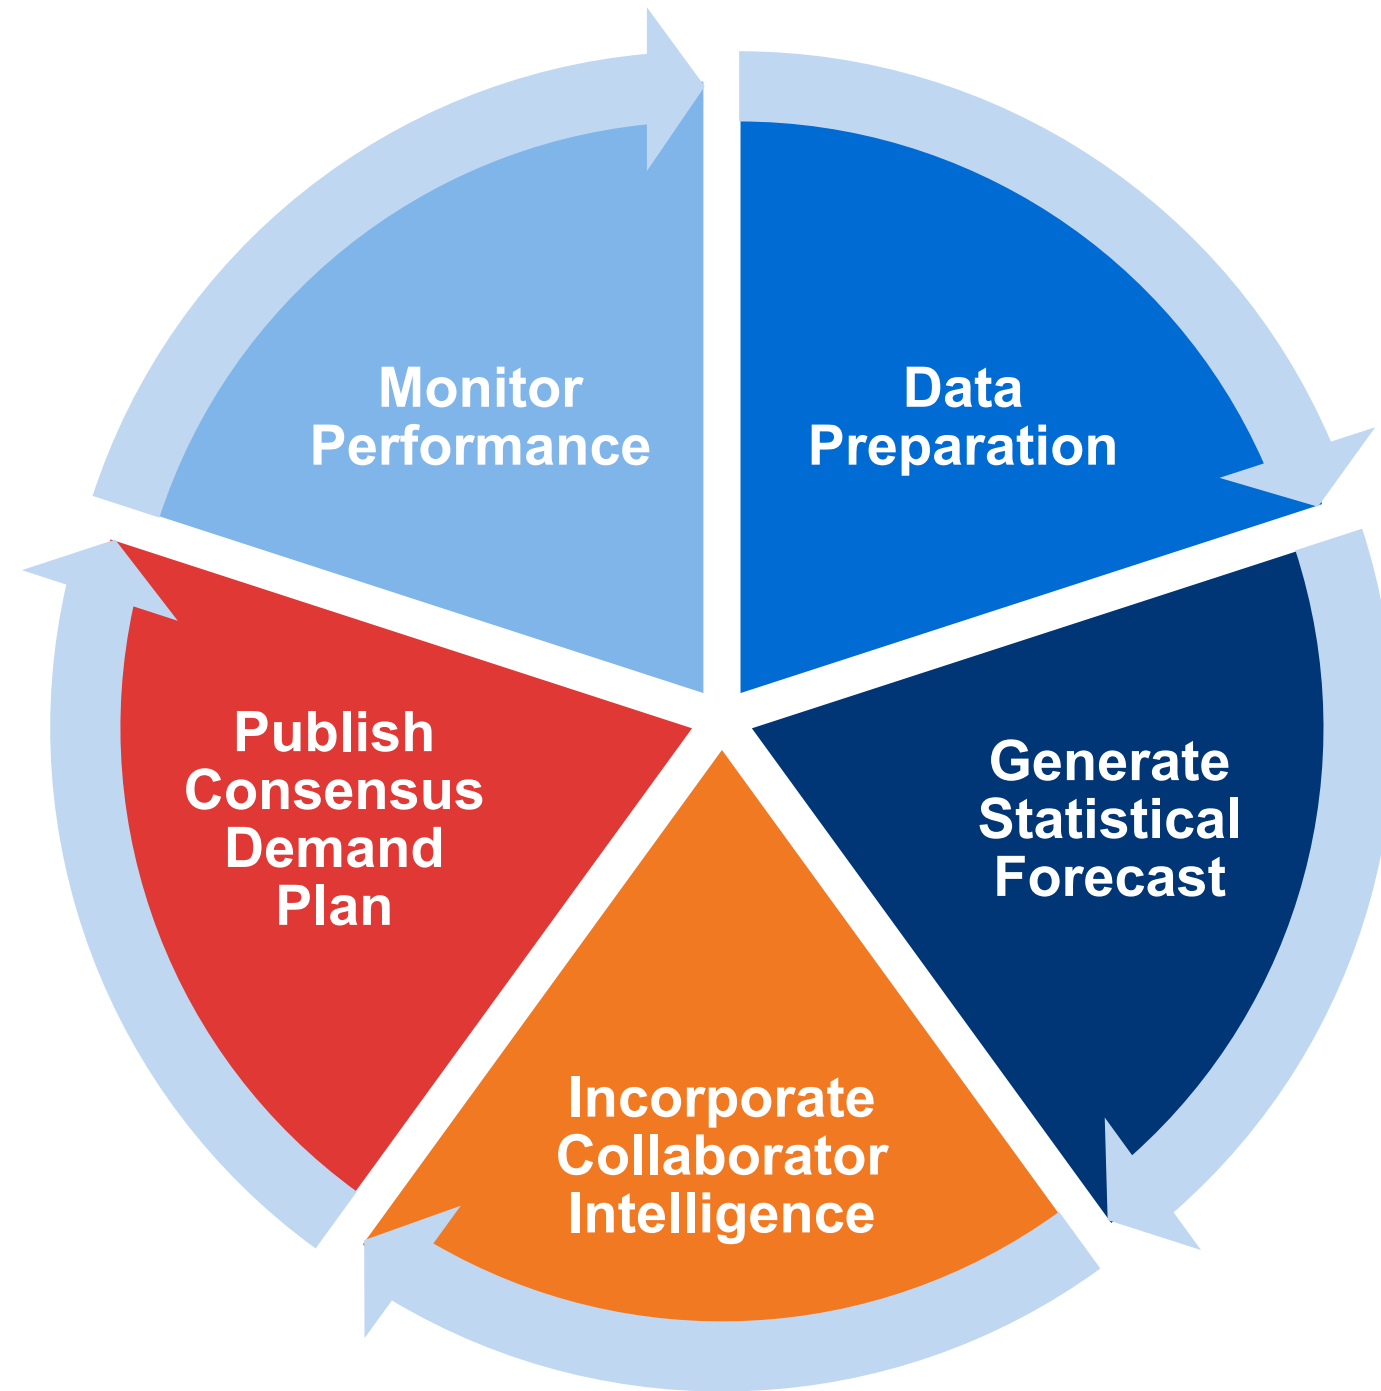 Monitor
Performance
Data
Preparation
Generate
Statistical
Forecast
Incorporate
Collaborator
Intelligence
Publish
Consensus
Demand
Plan